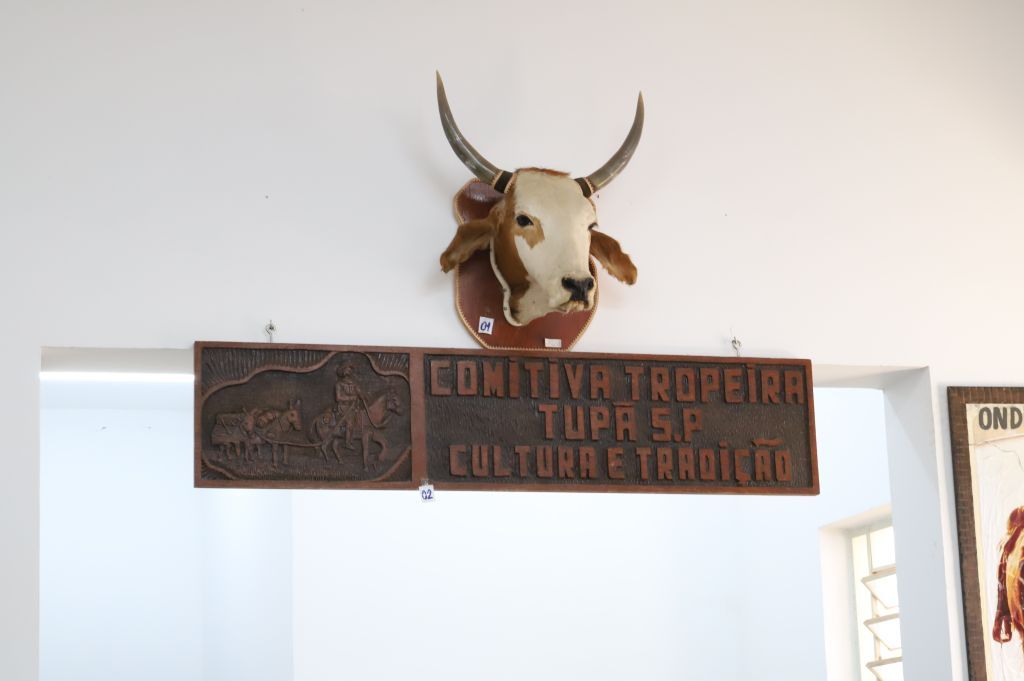 01
COMITIVA TROPEIRA
TUPÃ S.P
CULTURA E TRADIÇÃO
02
OND